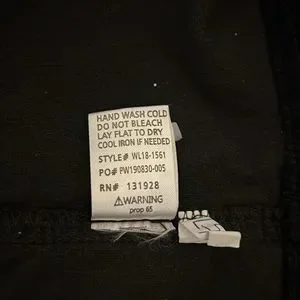 HAND WASH COLD
DO NOT BLEACH
LAY FLAT TO DRY
COOL IRON IF NEEDED
STYLE# WL18-1561
PO# PW190830-005
RN# 131928
⚠WARNING
prop 65